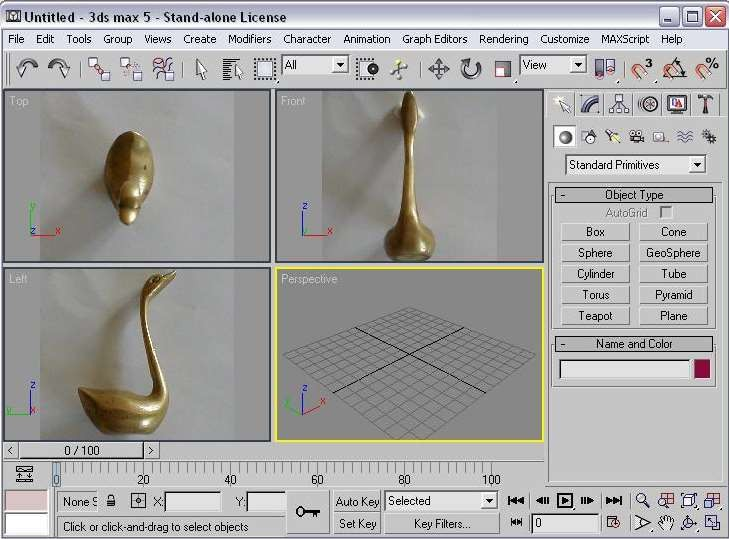 Untitled - 3ds max 5 - Stand-alone License
File Edit Tools Group Views Create Modifiers Character Animation Graph Editors Rendering Customize MAXScript Help
All View 3 %
Top
Front
Standard Primitives
- Object Type
AutoGrid
Box Cone
Sphere GeoSphere
Cylinder Tube
Torus Pyramid
Teapot Plane
- Name and Color
y
z x
z
x
Left
Perspective
z
y x
z
y x
< 0 / 100 >
0 20 40 60 80 100
None S X: Y: Auto Key Selected
Click or click-and-drag to select objects Set Key Key Filters... 0